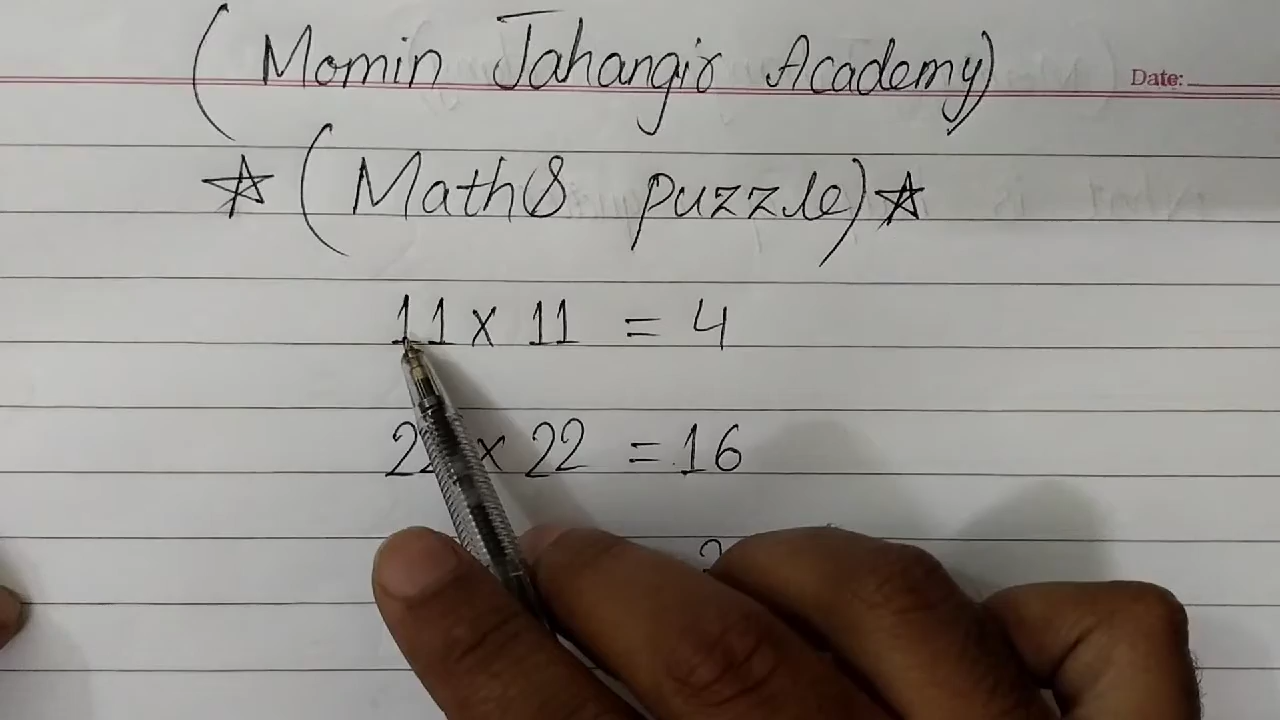 (Momin Jahangir Academy)
Date:
☆ (Maths puzzle) ☆
11 x 11 = 4
22 x 22 = 16